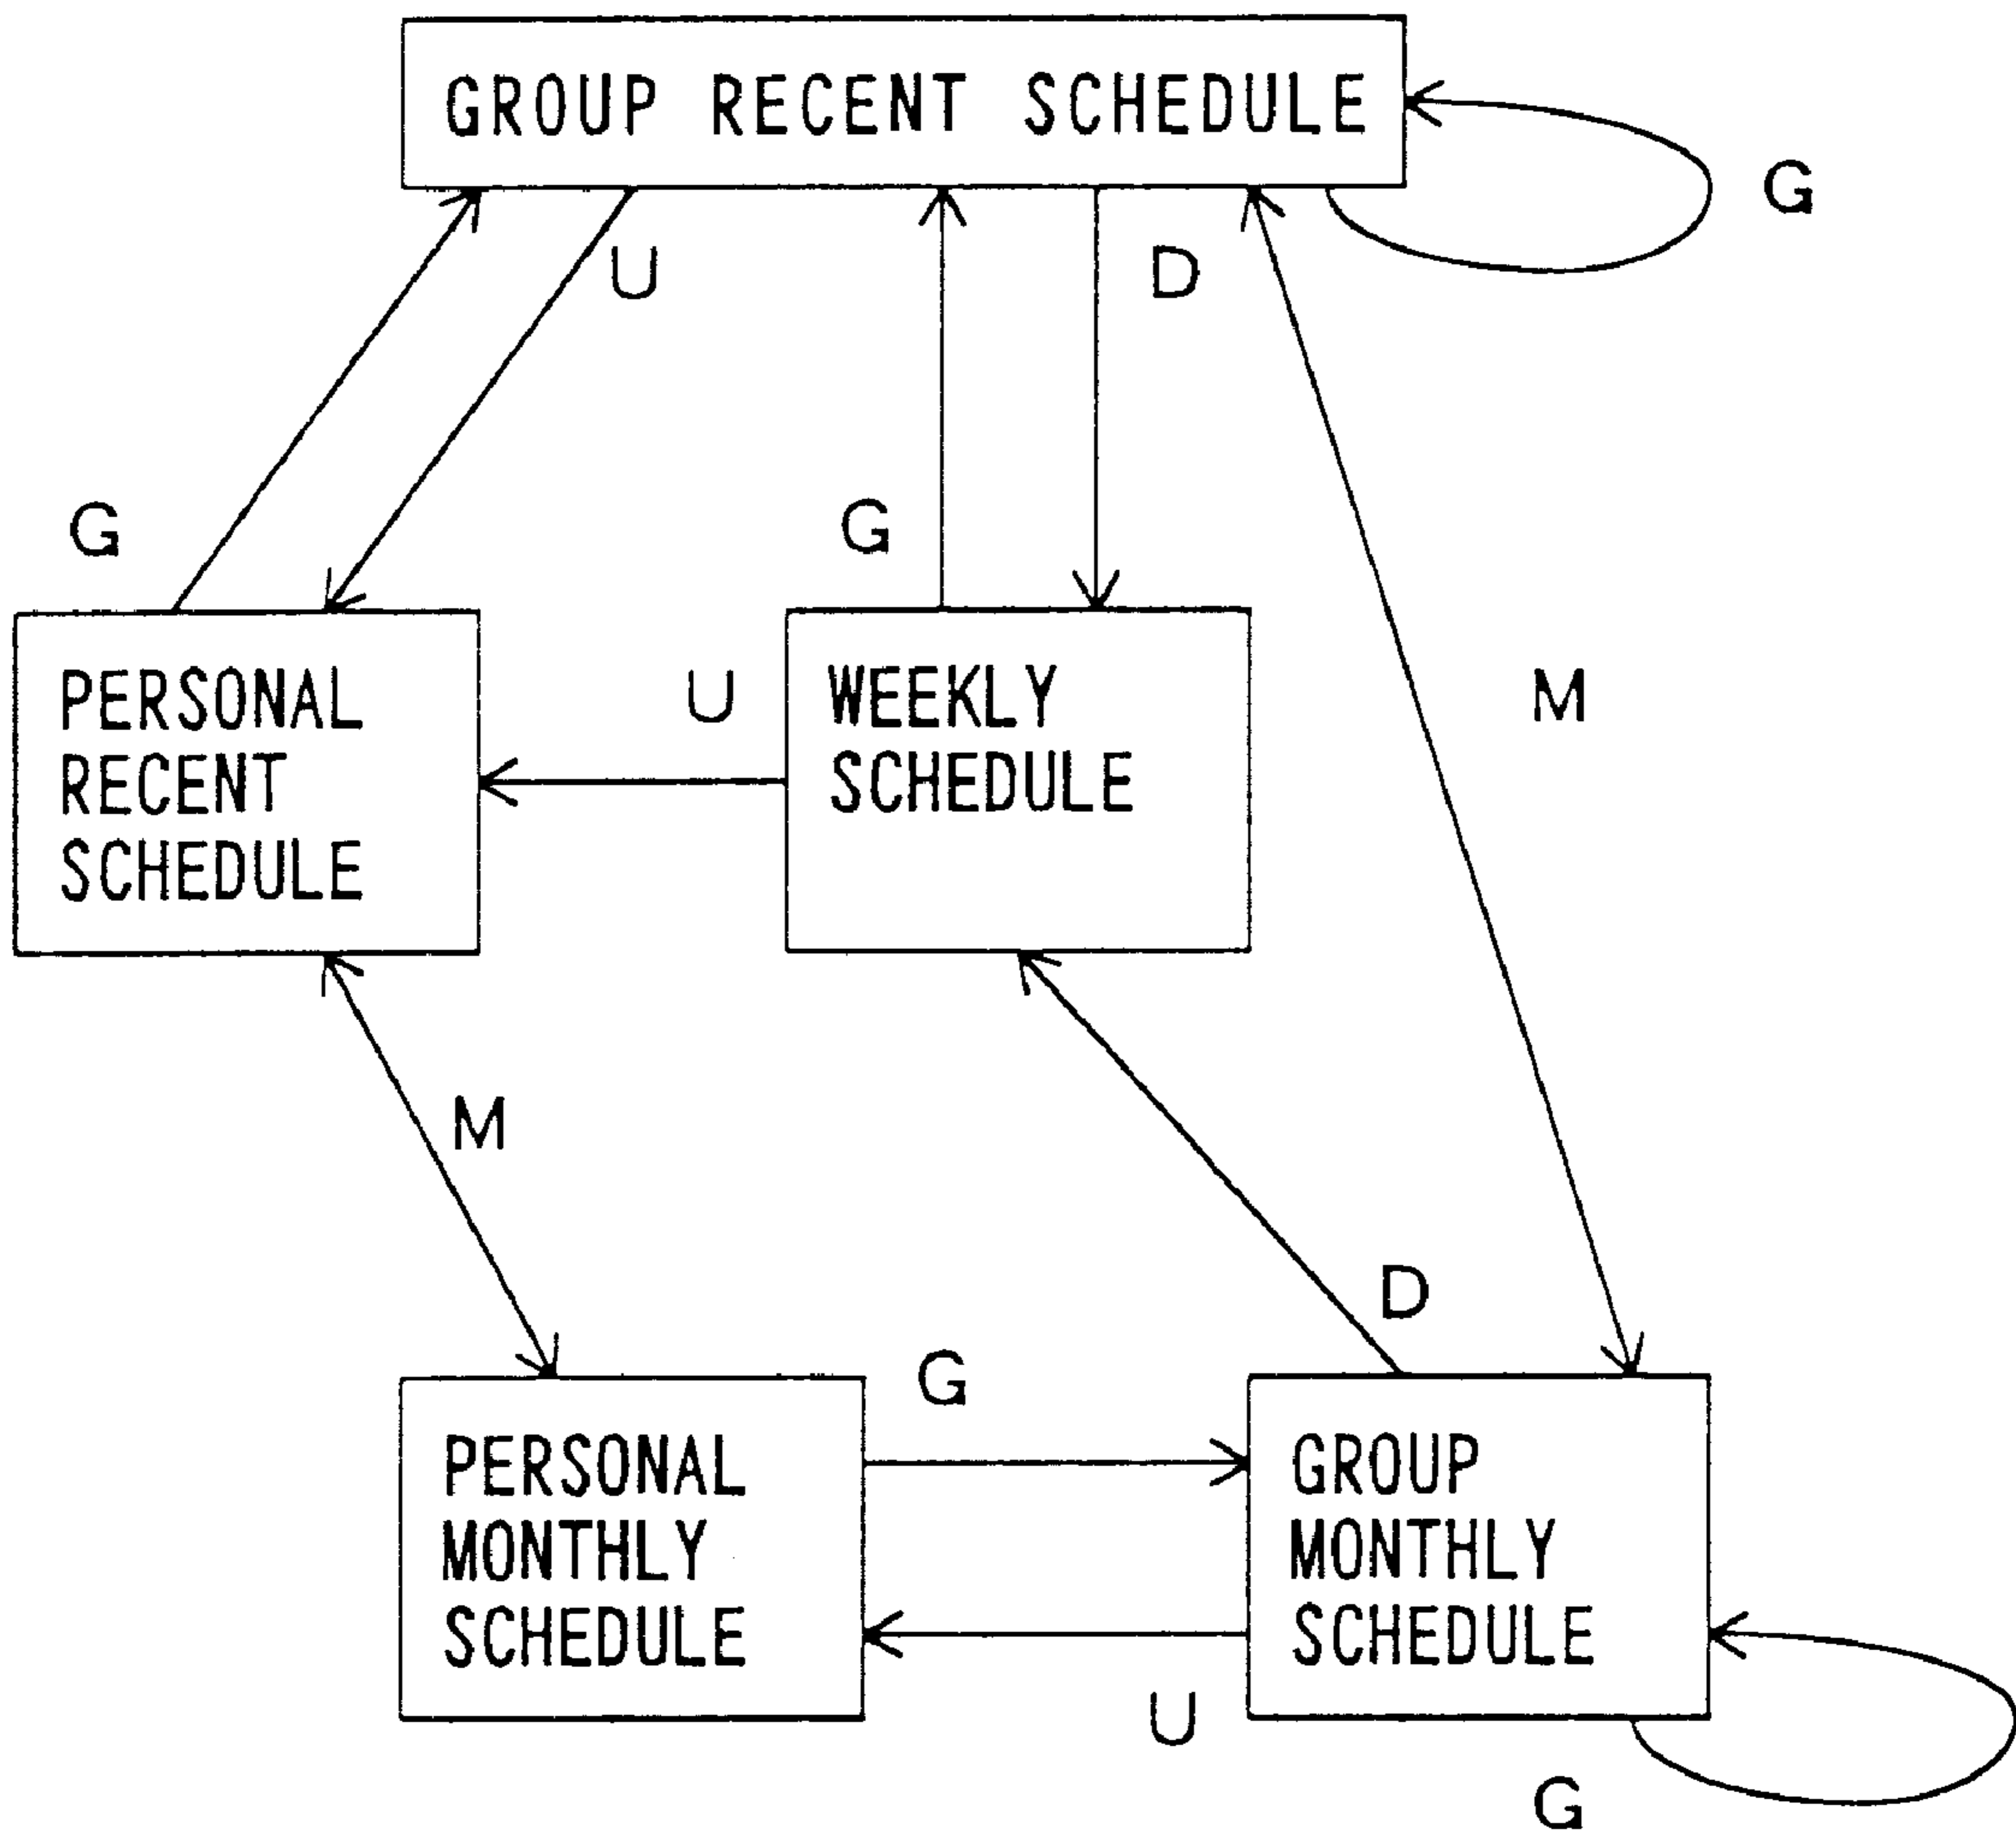 GROUP RECENT SCHEDULE
G
U
D
G
G
M
PERSONAL
RECENT
SCHEDULE
U
WEEKLY
SCHEDULE
M
D
G
PERSONAL
MONTHLY
SCHEDULE
GROUP
MONTHLY
SCHEDULE
U
G